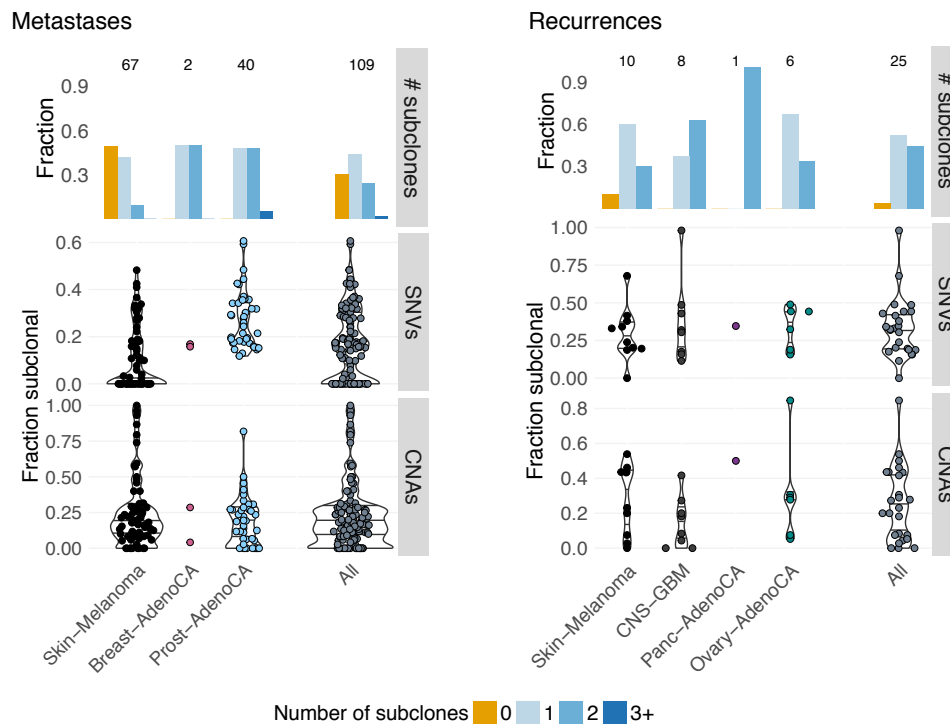 Metastases
67 2 40 109
Fraction
0.9
0.6
0.3
# subclones
Fraction subclonal
0.6
0.4
0.2
0.0
SNVs
1.00
0.75
0.50
0.25
0.00
CNAs
Skin−Melanoma
Breast−AdenoCA
Prost−AdenoCA
All
Recurrences
10 8 1 6 25
Fraction
0.9
0.6
0.3
# subclones
Fraction subclonal
1.00
0.75
0.50
0.25
0.00
SNVs
0.8
0.6
0.4
0.2
0.0
CNAs
Skin−Melanoma
CNS−GBM
Panc−AdenoCA
Ovary−AdenoCA
All
Number of subclones 0 1 2 3+